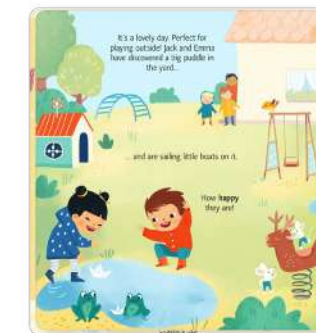 It's a lovely day. Perfect for
playing outside! Jack and Emma
have discovered a big puddle in
the yard...
... and are sailing little boats on it.
How happy
they are!